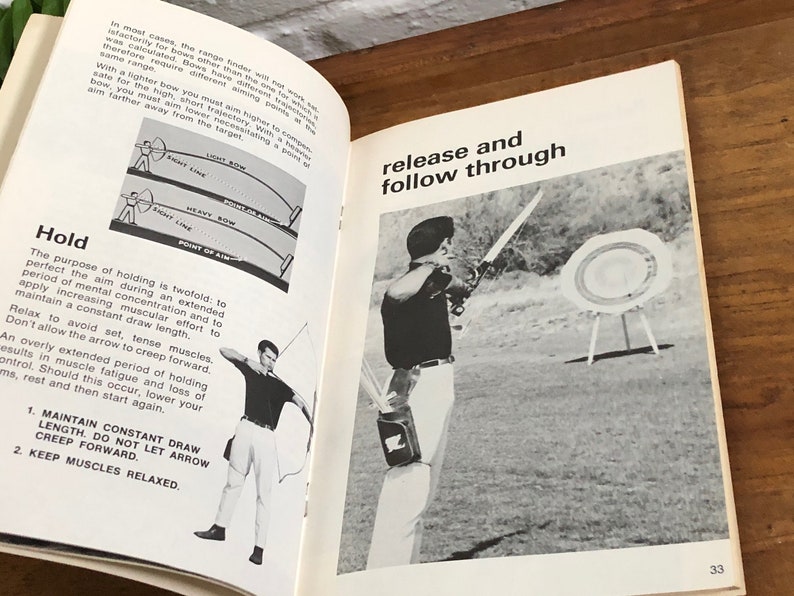 In most cases, the range finder will not work sat-
isfactorily for bows other than the one for which it
was calculated. Bows have different trajectories,
therefore require different aiming points at the
same range.
With a lighter bow you must aim higher to compen-
sate for the high, short trajectory. With a heavier
bow, you must aim lower necessitating a point of
aim farther away from the target.
LIGHT BOW
SIGHT LINE
POINT OF AIM
HEAVY BOW
SIGHT LINE
POINT OF AIM
Hold
The purpose of holding is twofold: to
perfect the aim during an extended
period of mental concentration and to
apply increasing muscular effort to
maintain a constant draw length.
Relax to avoid set, tense muscles.
Don't allow the arrow to creep forward.
An overly extended period of holding
results in muscle fatigue and loss of
control. Should this occur, lower your
ms, rest and then start again.
1. MAINTAIN CONSTANT DRAW
LENGTH. DO NOT LET ARROW
CREEP FORWARD.
2. KEEP MUSCLES RELAXED.
release and
follow through
33